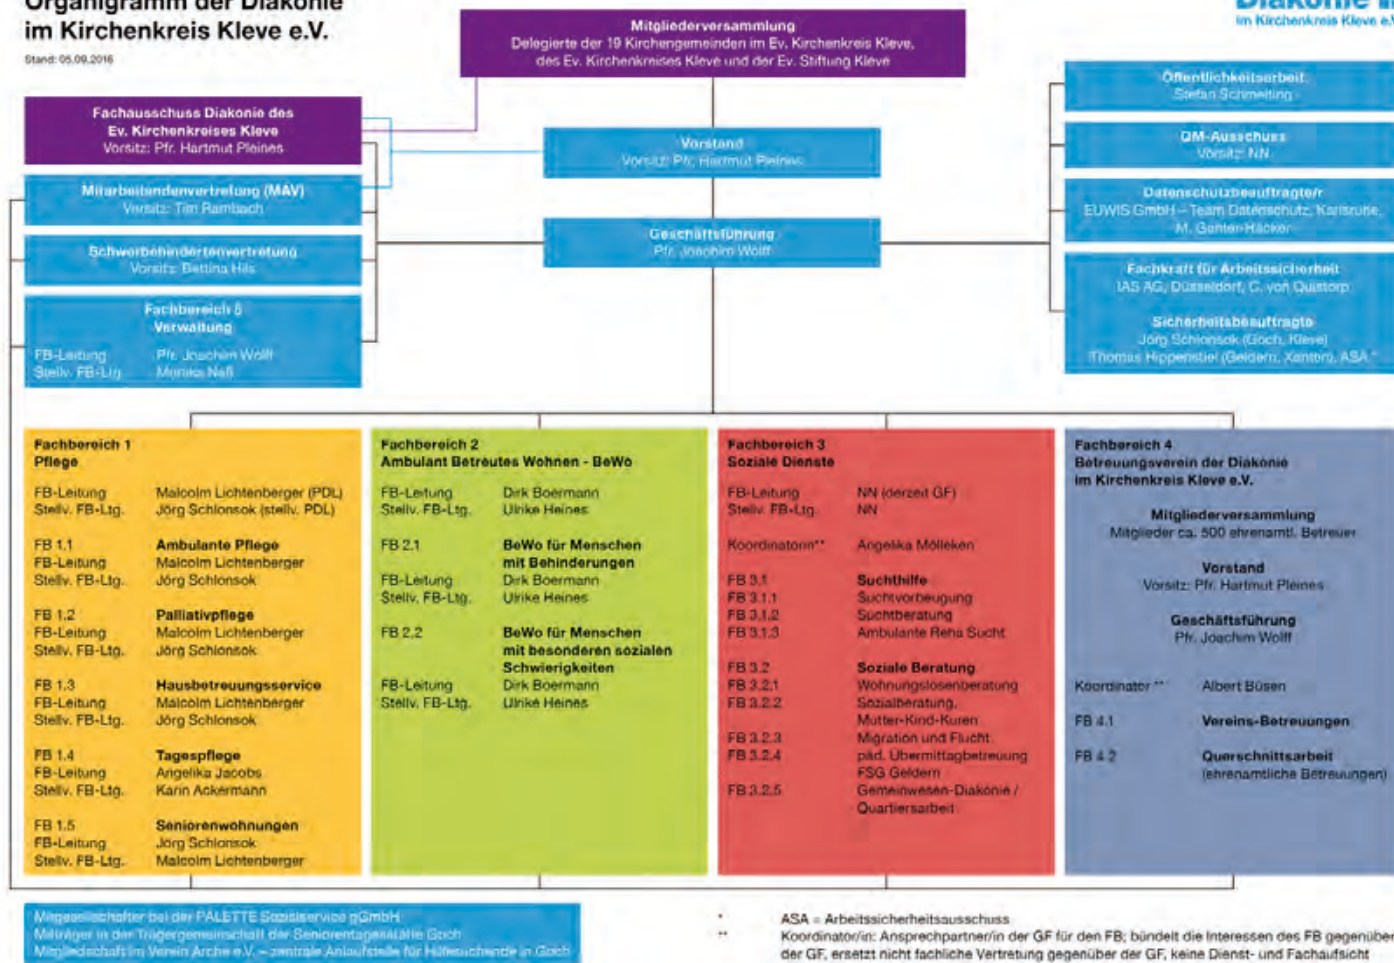 Organigramm der Diakonie
im Kirchenkreis Kleve e.V.
Stand: 05.09.2016
Diakonie
im Kirchenkreis Kleve e.V.
Mitgliederversammlung
Delegierte der 19 Kirchengemeinden im Ev. Kirchenkreis Kleve,
des Ev. Kirchenkreises Kleve und der Ev. Stiftung Kleve
Fachausschuss Diakonie des
Ev. Kirchenkreises Kleve
Vorsitz: Pfr. Hartmut Pleines
Mitarbeitendenvertretung (MAV)
Vorsitz: Tim Rambach
Schwerbehindertenvertretung
Vorsitz: Bettina Hils
Fachbereich 5
Verwaltung
FB-Leitung Pfr. Joachim Wolff
Stellv. FB-Ltg. Monika Naß
Vorstand
Vorsitz: Pfr. Hartmut Pleines
Geschäftsführung
Pfr. Joachim Wolff
Öffentlichkeitsarbeit
Stefan Schmelting
QM-Ausschuss
Vorsitz: NN
Datenschutzbeauftragte/r
EUWIS GmbH – Team Datenschutz, Karlsruhe,
M. Ganter-Häcker
Fachkraft für Arbeitssicherheit
IAS AG, Düsseldorf, C. von Quistorp
Sicherheitsbeauftragte
Jörg Schlonsok (Goch, Kleve)
Thomas Hippenstiel (Geldern, Xanten), ASA *
Fachbereich 1
Pflege
FB-Leitung Malcolm Lichtenberger (PDL)
Stellv. FB-Ltg. Jörg Schlonsok (stellv. PDL)
FB 1.1 Ambulante Pflege
FB-Leitung Malcolm Lichtenberger
Stellv. FB-Ltg. Jörg Schlonsok
FB 1.2 Palliativpflege
FB-Leitung Malcolm Lichtenberger
Stellv. FB-Ltg. Jörg Schlonsok
FB 1.3 Hausbetreuungsservice
FB-Leitung Malcolm Lichtenberger
Stellv. FB-Ltg. Jörg Schlonsok
FB 1.4 Tagespflege
FB-Leitung Angelika Jacobs
Stellv. FB-Ltg. Karin Ackermann
FB 1.5 Seniorenwohnungen
FB-Leitung Jörg Schlonsok
Stellv. FB-Ltg. Malcolm Lichtenberger
Fachbereich 2
Ambulant Betreutes Wohnen - BeWo
FB-Leitung Dirk Boermann
Stellv. FB-Ltg. Ulrike Heines
FB 2.1 BeWo für Menschen
mit Behinderungen
FB-Leitung Dirk Boermann
Stellv. FB-Ltg. Ulrike Heines
FB 2.2 BeWo für Menschen
mit besonderen sozialen
Schwierigkeiten
FB-Leitung Dirk Boermann
Stellv. FB-Ltg. Ulrike Heines
Fachbereich 3
Soziale Dienste
FB-Leitung NN (derzeit GF)
Stellv. FB-Ltg. NN
Koordinatorin** Angelika Mölleken
FB 3.1 Suchthilfe
FB 3.1.1 Suchtvorbeugung
FB 3.1.2 Suchtberatung
FB 3.1.3 Ambulante Reha Sucht
FB 3.2 Soziale Beratung
FB 3.2.1 Wohnungslosenberatung
FB 3.2.2 Sozialberatung,
Mutter-Kind-Kuren
FB 3.2.3 Migration und Flucht
FB 3.2.4 päd. Übermittagbetreuung
FSG Geldern
FB 3.2.5 Gemeinwesen-Diakonie /
Quartiersarbeit
Fachbereich 4
Betreuungsverein der Diakonie
im Kirchenkreis Kleve e.V.
Mitgliederversammlung
Mitglieder ca. 500 ehrenamtl. Betreuer
Vorstand
Vorsitz: Pfr. Hartmut Pleines
Geschäftsführung
Pfr. Joachim Wolff
Koordinator ** Albert Büsen
FB 4.1 Vereins-Betreuungen
FB 4.2 Querschnittsarbeit
(ehrenamtliche Betreuungen)
Mitgesellschafter bei der PALETTE Sozialservice gGmbH
Mitträger in der Trägergemeinschaft der Seniorentagesstätte Goch
Mitgliedschaft im Verein Arche e.V. – zentrale Anlaufstelle für Hilfesuchende in Goch
* ASA = Arbeitssicherheitsausschuss
** Koordinator/in: Ansprechpartner/in der GF für den FB; bündelt die Interessen des FB gegenüber
der GF, ersetzt nicht fachliche Vertretung gegenüber der GF, keine Dienst- und Fachaufsicht